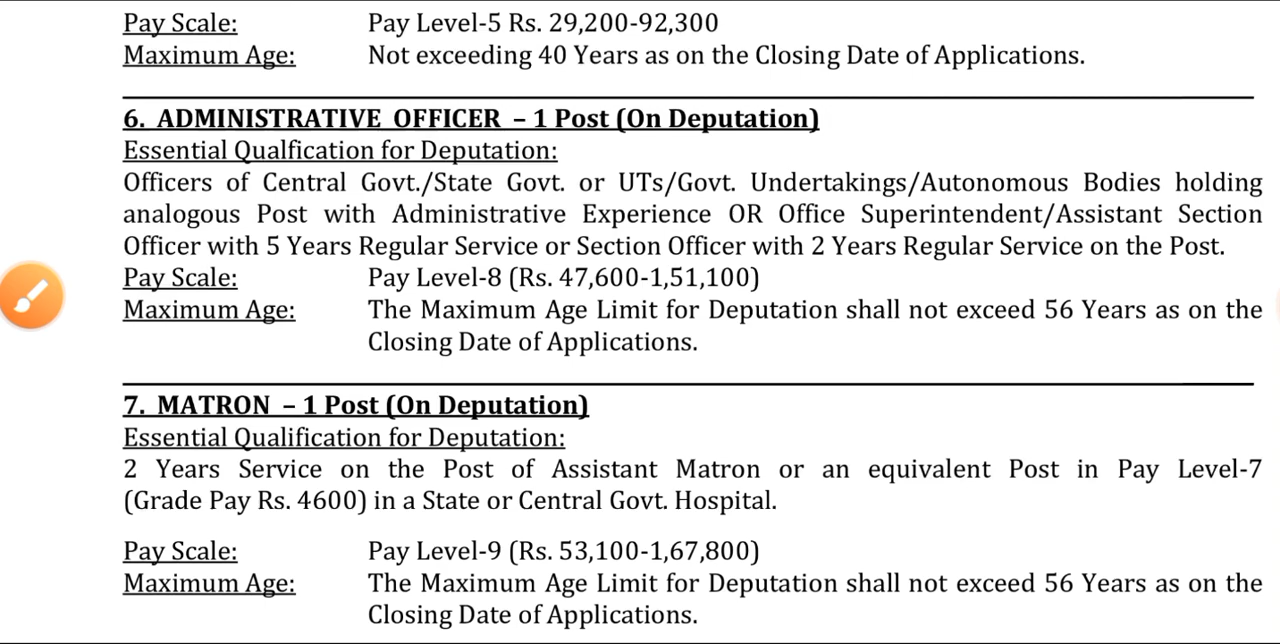 Pay Scale: Pay Level-5 Rs. 29,200-92,300
Maximum Age: Not exceeding 40 Years as on the Closing Date of Applications.
6. ADMINISTRATIVE OFFICER – 1 Post (On Deputation)
Essential Qualfication for Deputation:
Officers of Central Govt./State Govt. or UTs/Govt. Undertakings/Autonomous Bodies holding
analogous Post with Administrative Experience OR Office Superintendent/Assistant Section
Officer with 5 Years Regular Service or Section Officer with 2 Years Regular Service on the Post.
Pay Scale: Pay Level-8 (Rs. 47,600-1,51,100)
Maximum Age: The Maximum Age Limit for Deputation shall not exceed 56 Years as on the
Closing Date of Applications.
7. MATRON – 1 Post (On Deputation)
Essential Qualification for Deputation:
2 Years Service on the Post of Assistant Matron or an equivalent Post in Pay Level-7
(Grade Pay Rs. 4600) in a State or Central Govt. Hospital.
Pay Scale: Pay Level-9 (Rs. 53,100-1,67,800)
Maximum Age: The Maximum Age Limit for Deputation shall not exceed 56 Years as on the
Closing Date of Applications.